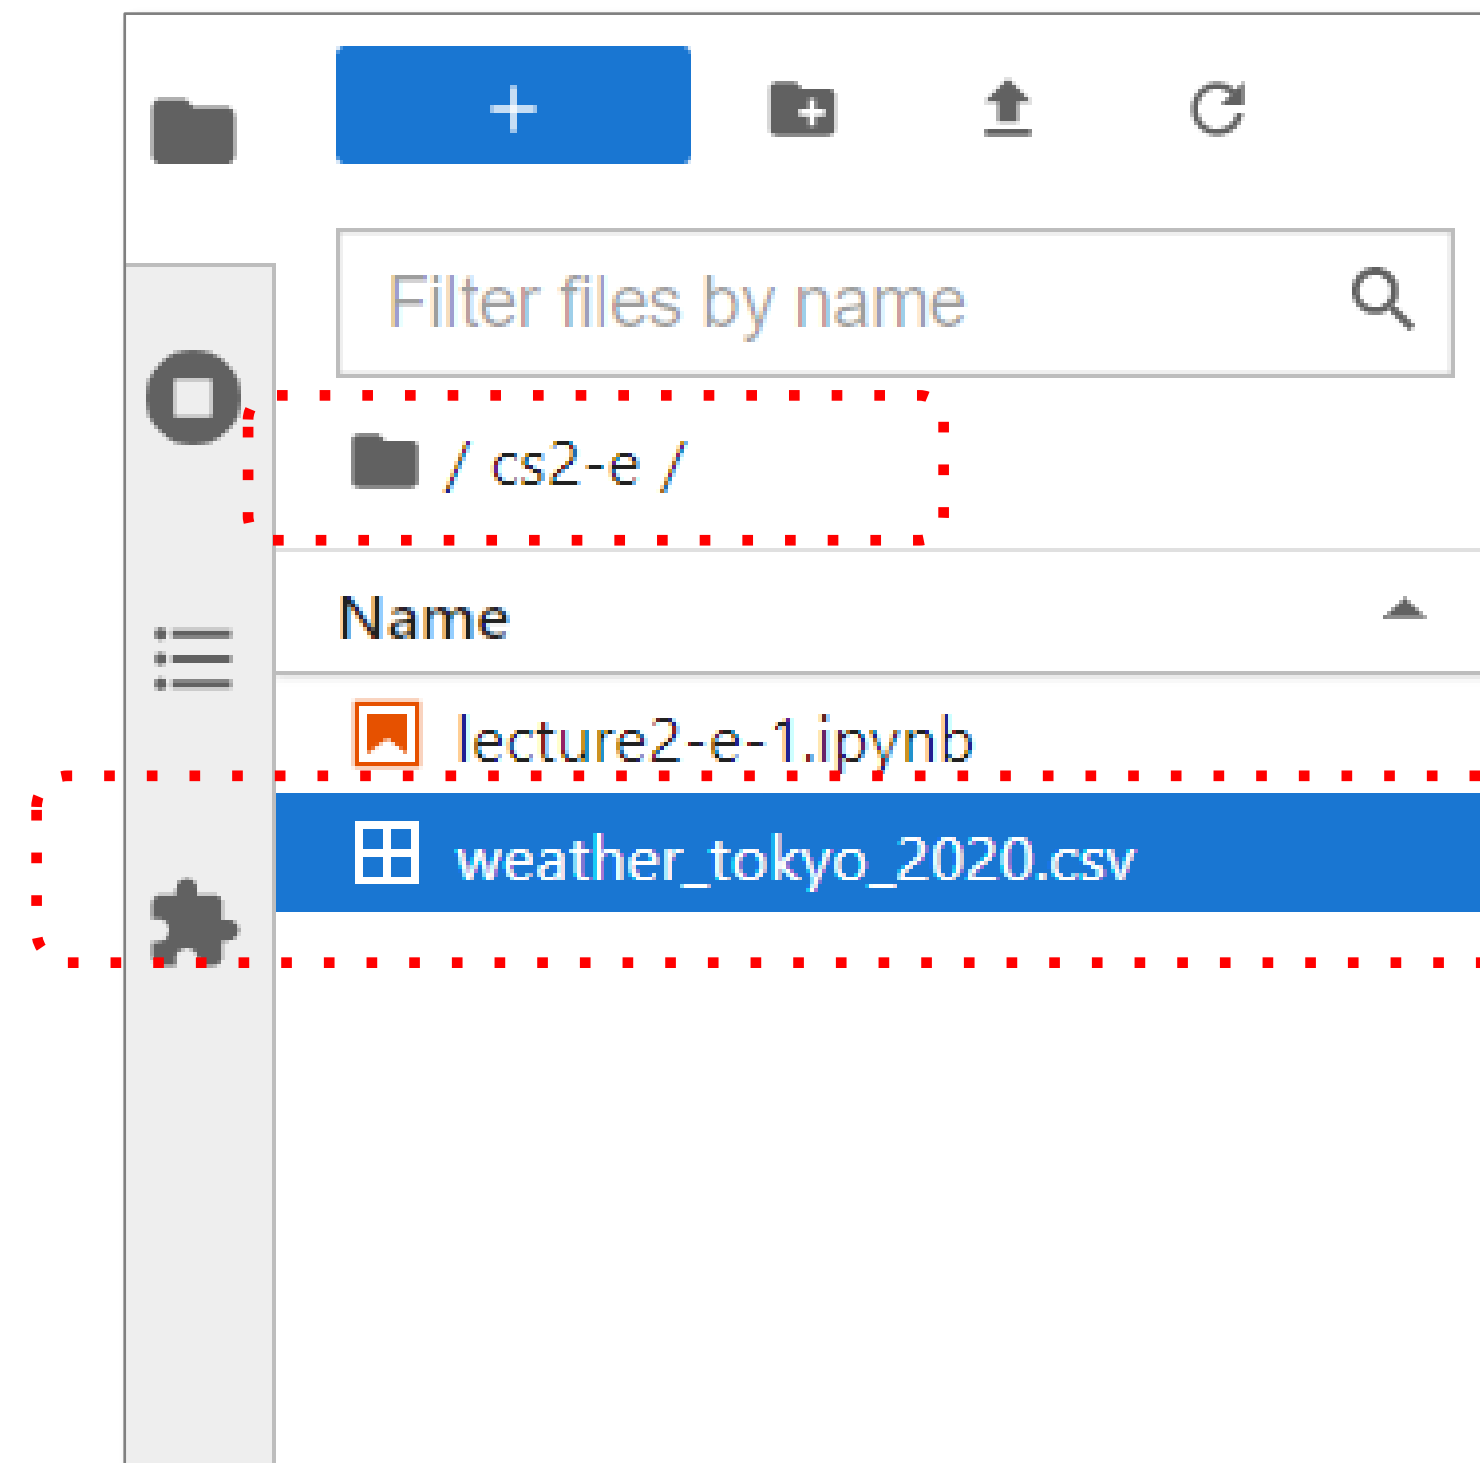 Filter files by name
/ cs2-e /
Name
lecture2-e-1.ipynb
weather_tokyo_2020.csv